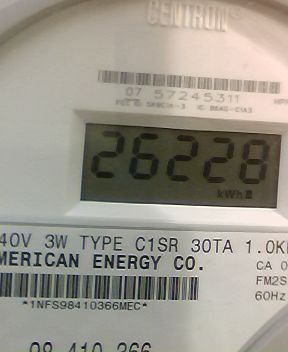 CENTRON®
07 57245311
26228
kWh
40V 3W TYPE C1SR 30TA 1.0K
MERICAN ENERGY CO.
CA 0
FM2S
60Hz
*1NFS98410366MEC*
98 410 366